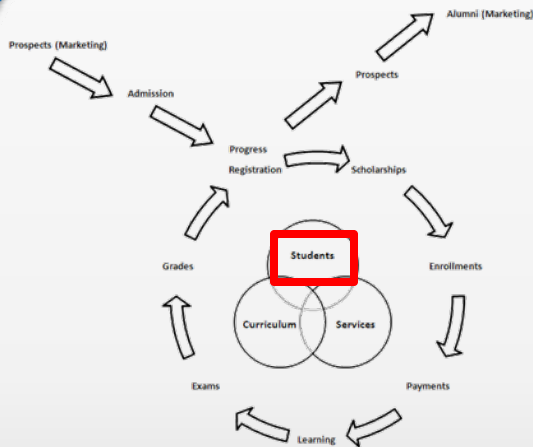 Alumni (Marketing)
Prospects (Marketing)
Prospects
Admission
Progress
Registration
Scholarships
Students
Grades
Enrollments
Curriculum
Services
Exams
Payments
Learning